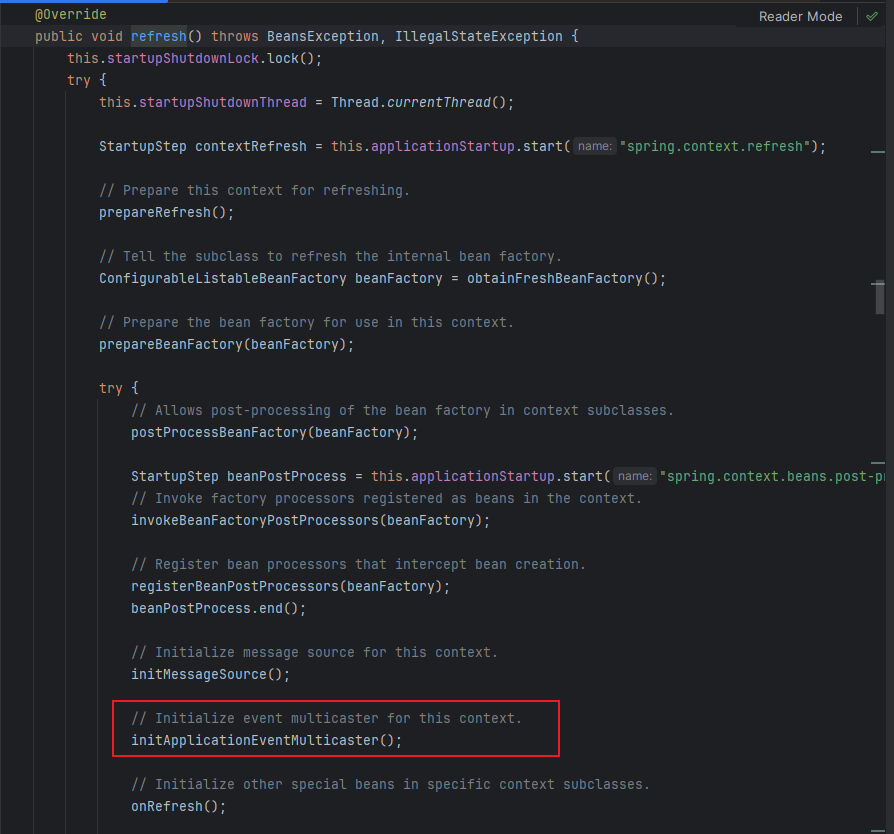 @Override
Reader Mode
public void refresh() throws BeansException, IllegalStateException {
this.startupShutdownLock.lock();
try {
this.startupShutdownThread = Thread.currentThread();
StartupStep contextRefresh = this.applicationStartup.start( name: "spring.context.refresh");
// Prepare this context for refreshing.
prepareRefresh();
// Tell the subclass to refresh the internal bean factory.
ConfigurableListableBeanFactory beanFactory = obtainFreshBeanFactory();
// Prepare the bean factory for use in this context.
prepareBeanFactory(beanFactory);
try {
// Allows post-processing of the bean factory in context subclasses.
postProcessBeanFactory(beanFactory);
StartupStep beanPostProcess = this.applicationStartup.start( name: "spring.context.beans.post-p
// Invoke factory processors registered as beans in the context.
invokeBeanFactoryPostProcessors(beanFactory);
// Register bean processors that intercept bean creation.
registerBeanPostProcessors(beanFactory);
beanPostProcess.end();
// Initialize message source for this context.
initMessageSource();
// Initialize event multicaster for this context.
initApplicationEventMulticaster();
// Initialize other special beans in specific context subclasses.
onRefresh();